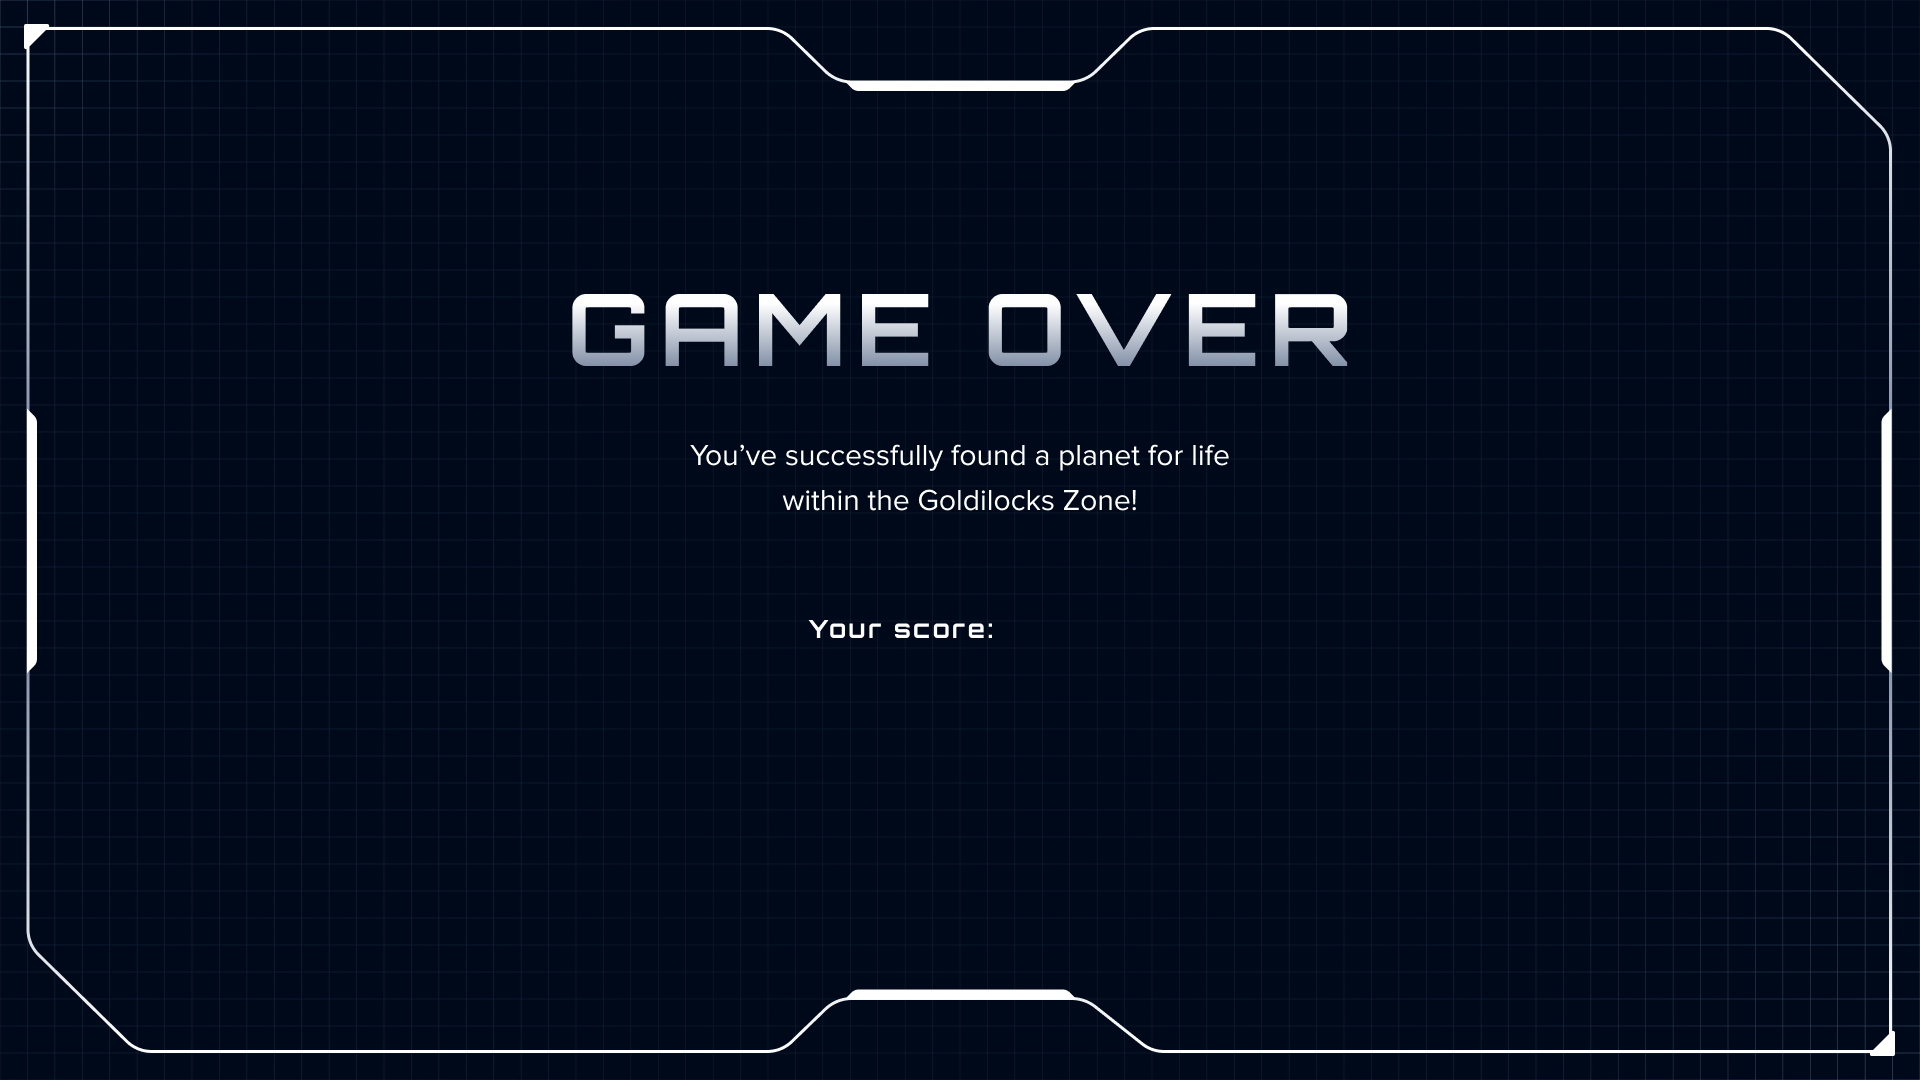 GAME OVER
You’ve successfully found a planet for life
within the Goldilocks Zone!
Your score: